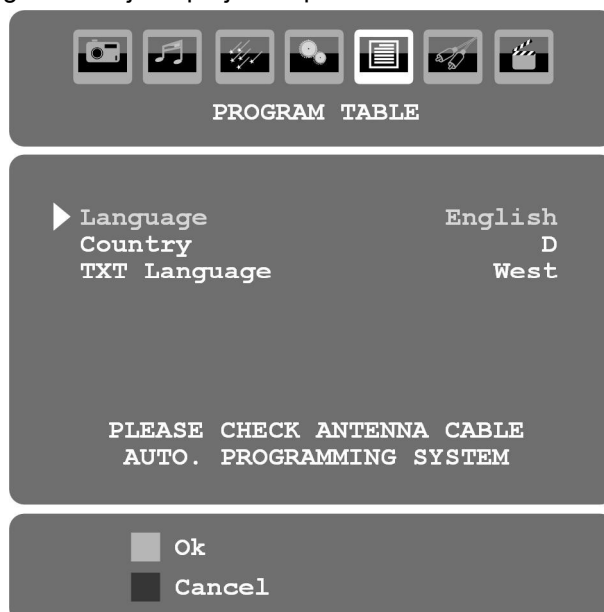 PROGRAM TABLE
Language English
Country D
TXT Language West
PLEASE CHECK ANTENNA CABLE
AUTO. PROGRAMMING SYSTEM
Ok
Cancel